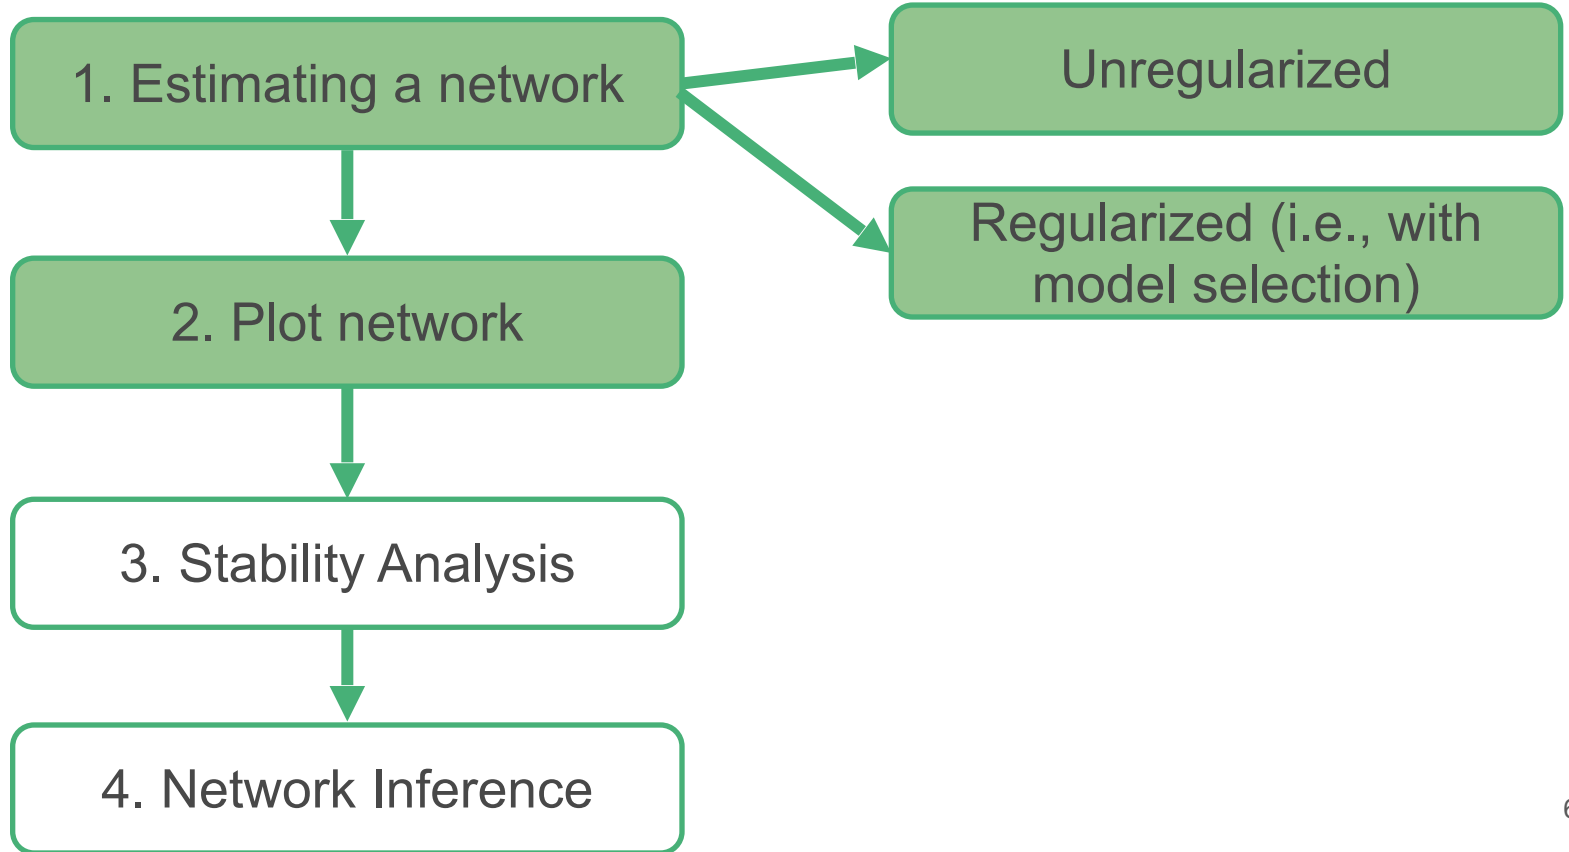 1. Estimating a network
Unregularized
Regularized (i.e., with
model selection)
2. Plot network
3. Stability Analysis
4. Network Inference